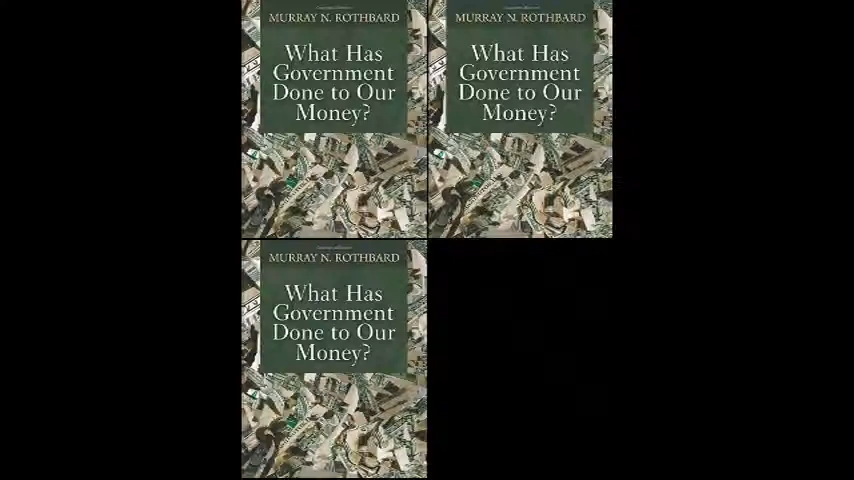 MURRAY N. ROTHBARD
What Has
Government
Done to Our
Money?
MURRAY N. ROTHBARD
What Has
Government
Done to Our
Money?
MURRAY N. ROTHBARD
What Has
Government
Done to Our
Money?